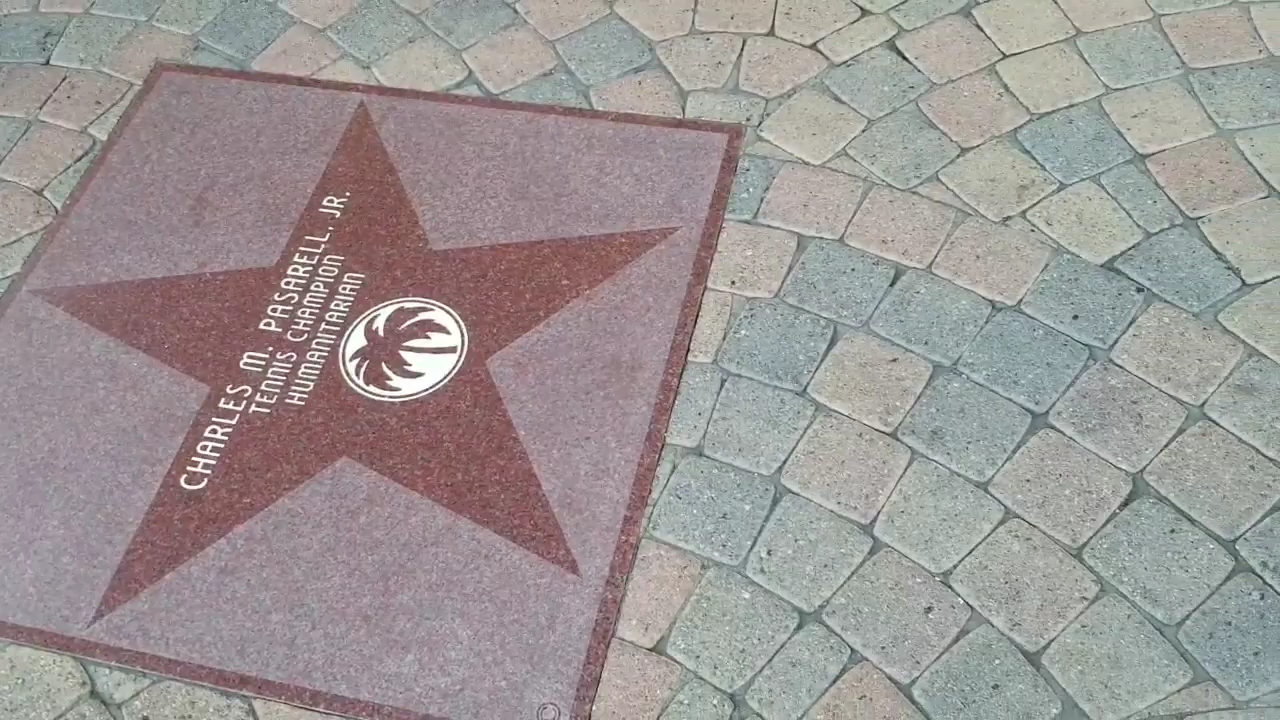 CHARLES M. PASARELL, JR.
TENNIS CHAMPION
HUMANITARIAN
©